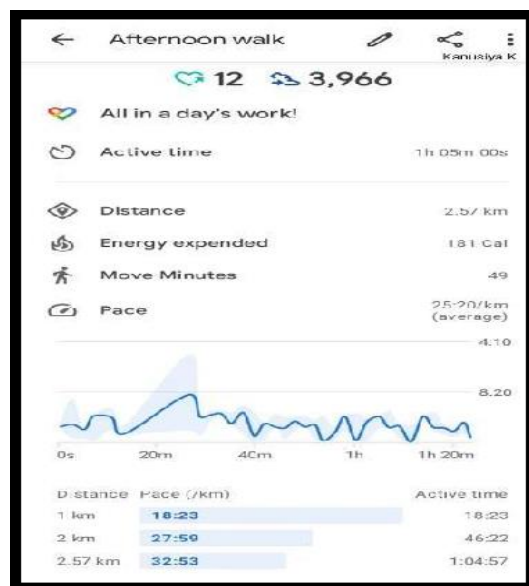 Afternoon walk
Kanusiya K
12 3,966
All in a day's work!
Active time 1h 05m 00s
Distance 2.57 km
Energy expended 181 Cal
Move Minutes 49
Pace 25:20/km
(average)
4:10
8:20
0s 20m 40m 1h 1h 20m
Distance Pace (/km) Active time
1 km 18:23 18:23
2 km 27:59 46:22
2.57 km 32:53 1:04:57